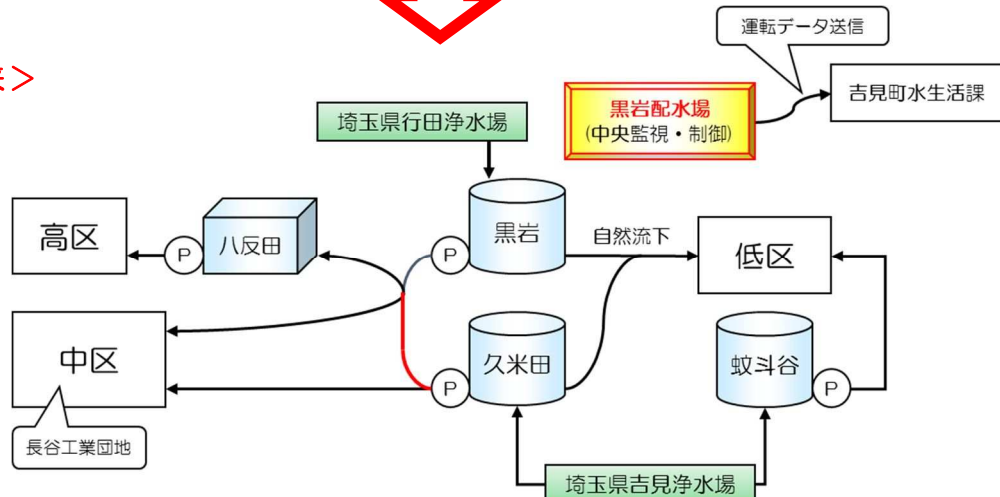 運転データ送信
来＞
吉見町水生活課
黒岩配水場
(中央監視・制御)
埼玉県行田浄水場
高区
P
八反田
P
黒岩
自然流下
低区
中区
P
久米田
蚊斗谷
P
長谷工業団地
埼玉県吉見浄水場